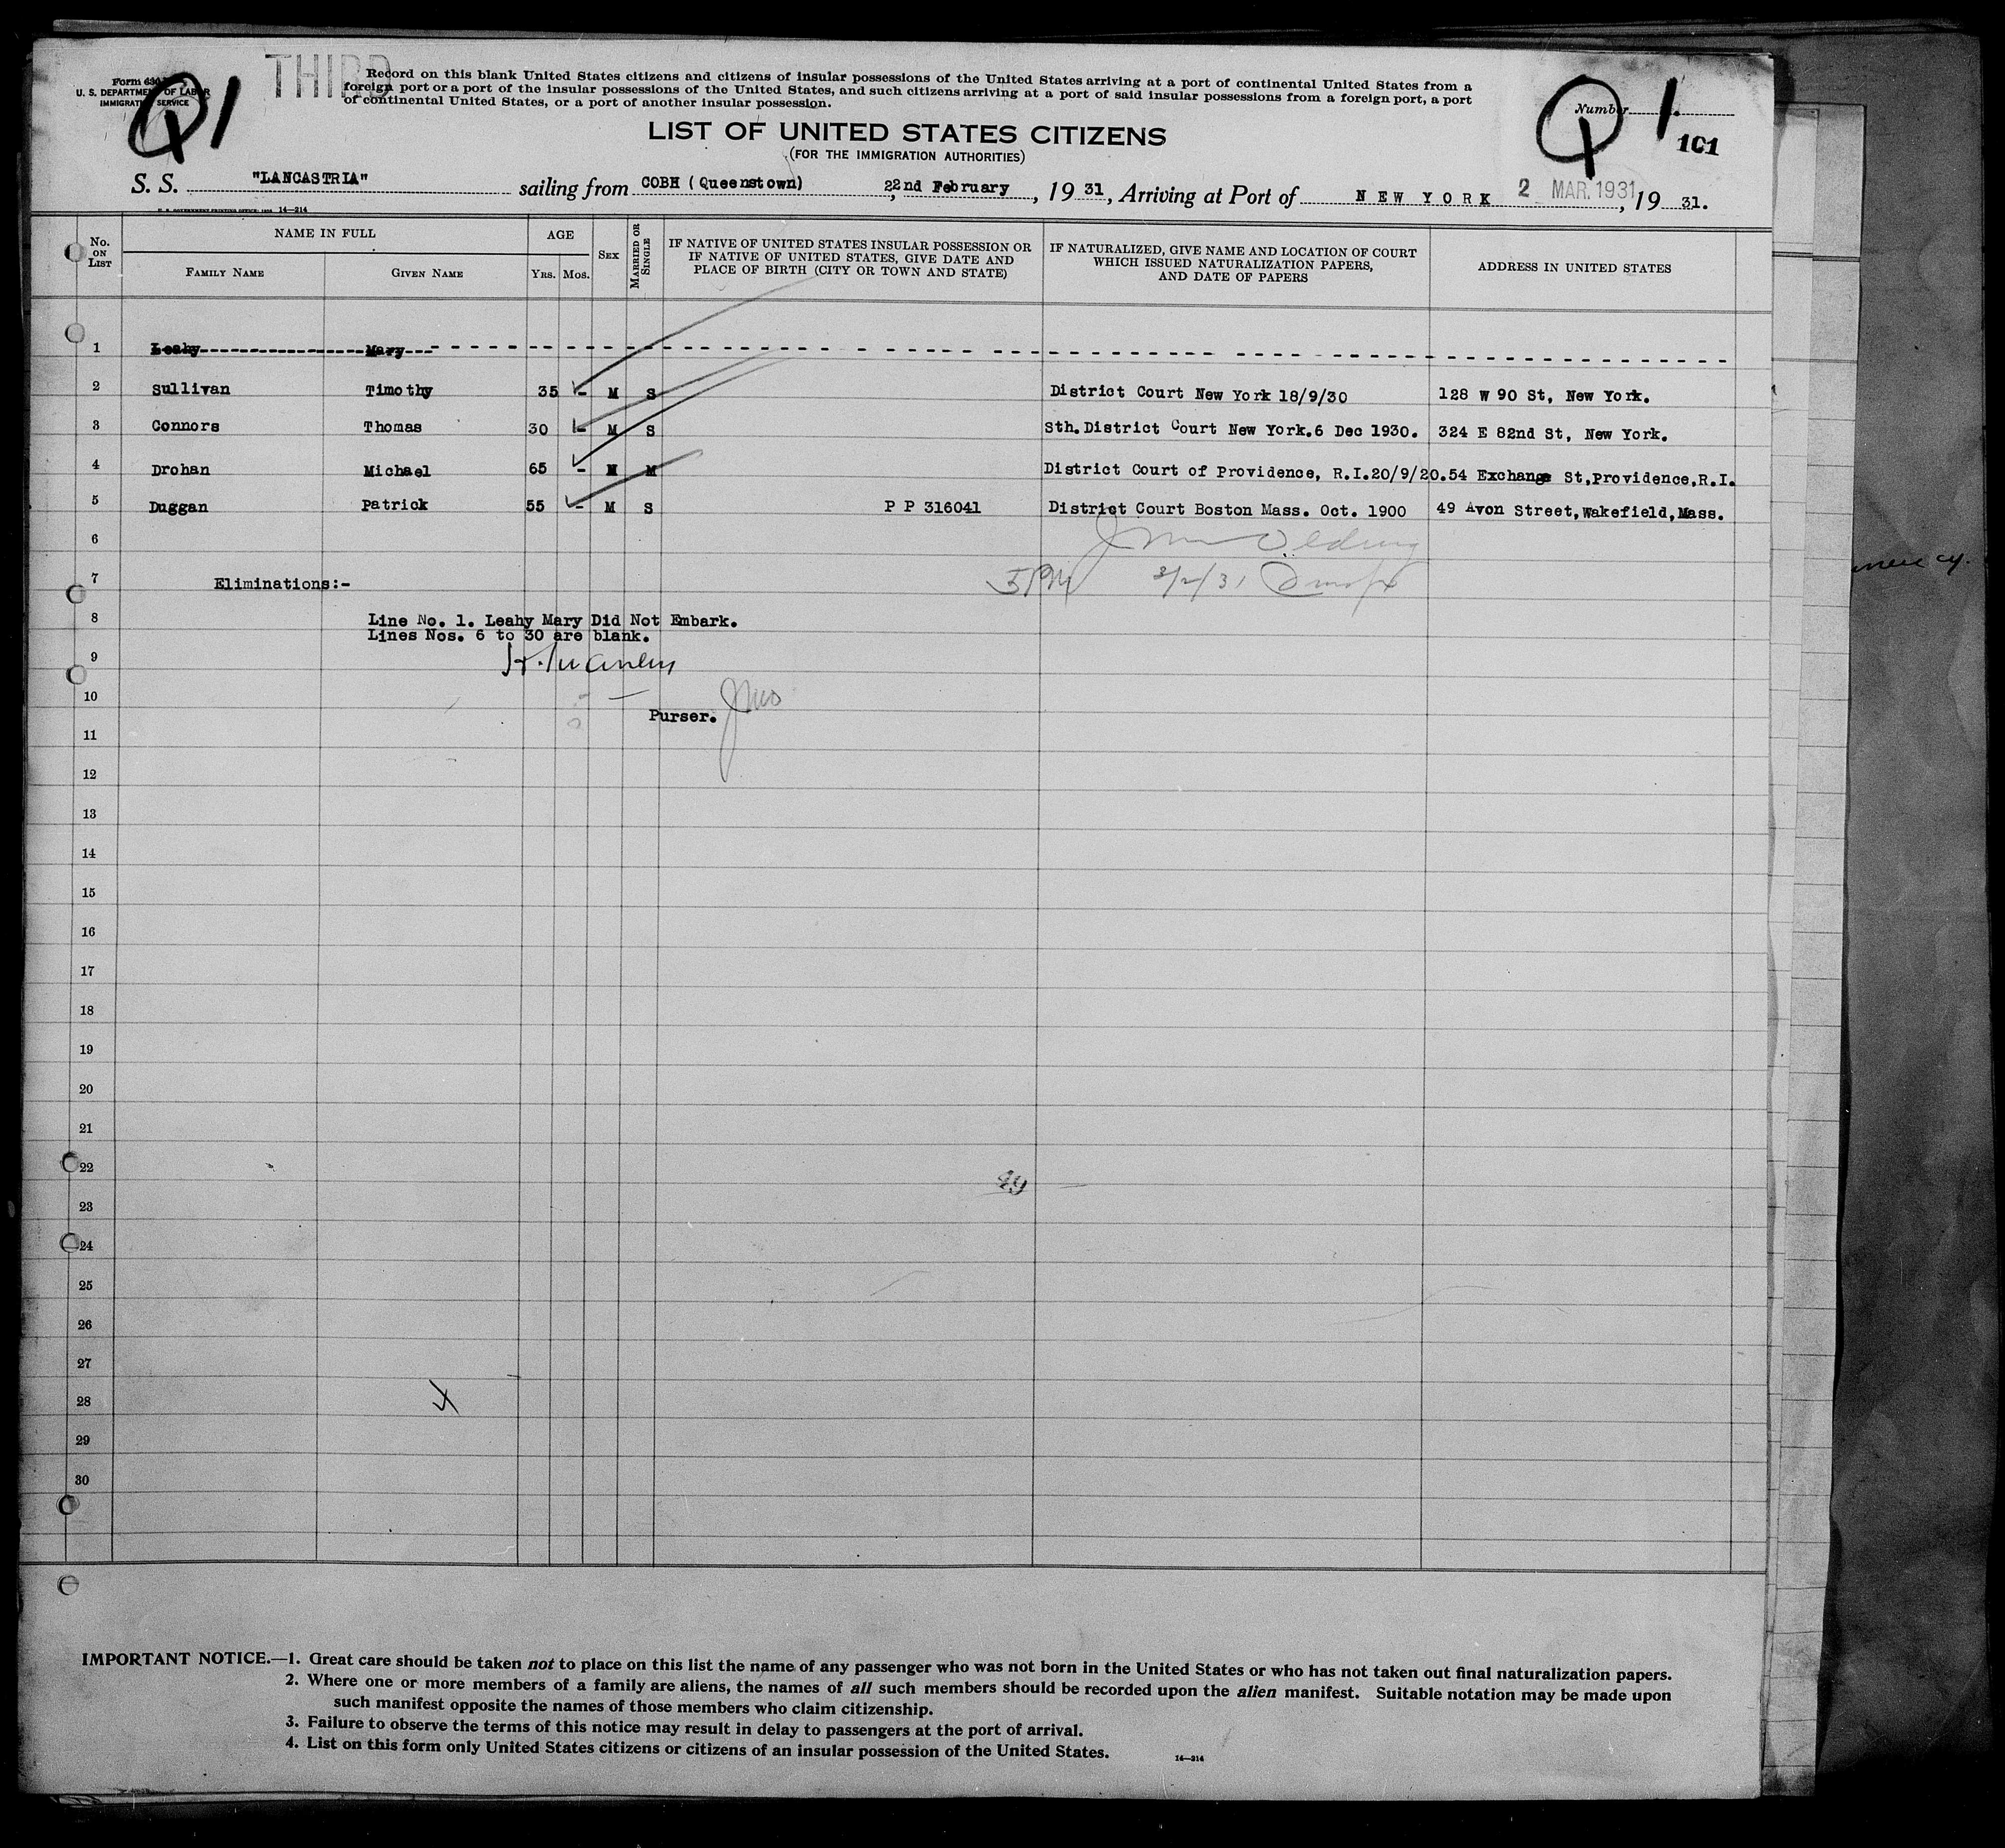 THIRD
Form 630
U. S. DEPARTMENT OF LABOR
IMMIGRATION SERVICE
Q1
Record on this blank United States citizens and citizens of insular possessions of the United States arriving at a port of continental United States from a
foreign port or a port of the insular possessions of the United States, and such citizens arriving at a port of said insular possessions from a foreign port, a port
of continental United States, or a port of another insular possession.
Number
Q 1.
101
LIST OF UNITED STATES CITIZENS
(FOR THE IMMIGRATION AUTHORITIES)
S. S. "LANCASTRIA" sailing from COBH (Queenstown), 22nd February, 1931, Arriving at Port of NEW YORK 2 MAR. 1931, 1931.
U. S. GOVERNMENT PRINTING OFFICE: 14—214
No. ON LIST
NAME IN FULL
FAMILY NAME GIVEN NAME
AGE
YRS. MOS.
SEX
MARRIED OR SINGLE
IF NATIVE OF UNITED STATES INSULAR POSSESSION OR
IF NATIVE OF UNITED STATES, GIVE DATE AND
PLACE OF BIRTH (CITY OR TOWN AND STATE)
IF NATURALIZED, GIVE NAME AND LOCATION OF COURT
WHICH ISSUED NATURALIZATION PAPERS,
AND DATE OF PAPERS
ADDRESS IN UNITED STATES
1 Leahy Mary
2 Sullivan Timothy 35 - M S District Court New York 18/9/30 128 W 90 St, New York.
3 Connors Thomas 30 - M S Sth. District Court New York.6 Dec 1930. 324 E 82nd St, New York.
4 Drohan Michael 65 - M M District Court of Providence, R.I.20/9/20. 54 Exchange St,Providence,R.I.
5 Duggan Patrick 55 - M S P P 316041 District Court Boston Mass. Oct. 1900 49 Avon Street,Wakefield,Mass.
6
7 Eliminations:- 3/2/31
8 Line No. 1. Leahy Mary Did Not Embark.
Lines Nos. 6 to 30 are blank.
9
10
Purser.
11
12
13
14
15
16
17
18
19
20
21
22
49
23
24
25
26
27
28
29
30
IMPORTANT NOTICE.—1. Great care should be taken not to place on this list the name of any passenger who was not born in the United States or who has not taken out final naturalization papers.
2. Where one or more members of a family are aliens, the names of all such members should be recorded upon the alien manifest. Suitable notation may be made upon
such manifest opposite the names of those members who claim citizenship.
3. Failure to observe the terms of this notice may result in delay to passengers at the port of arrival.
4. List on this form only United States citizens or citizens of an insular possession of the United States.
14—214